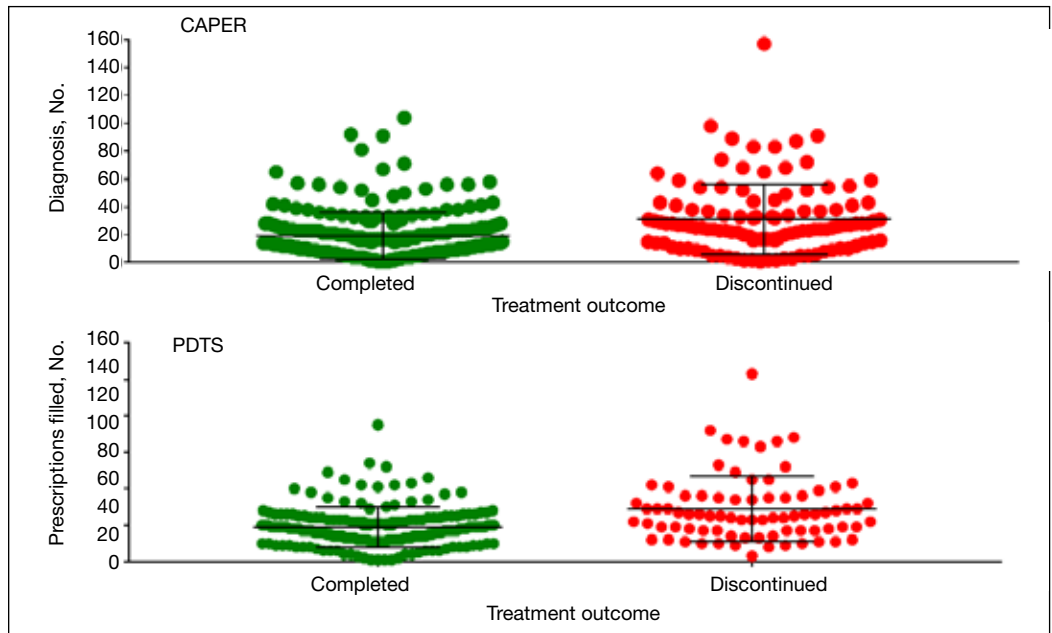 CAPER
Diagnosis, No.
160
140
120
100
80
60
40
20
0
Completed
Discontinued
Treatment outcome
PDTS
Prescriptions filled, No.
160
140
120
100
80
60
40
20
0
Completed
Discontinued
Treatment outcome